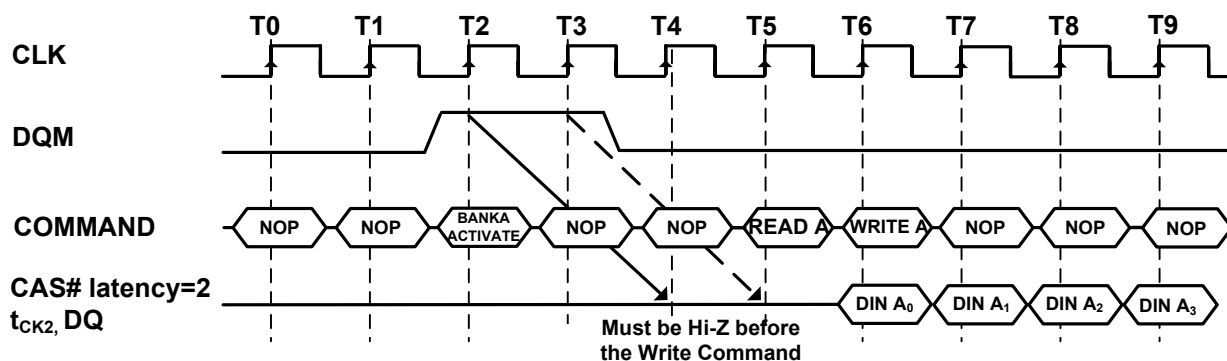 T0 T1 T2 T3 T4 T5 T6 T7 T8 T9
CLK
DQM
COMMAND NOP NOP BANKA ACTIVATE NOP NOP READ A WRITE A NOP NOP NOP
CAS# latency=2
tCK2, DQ DIN A0 DIN A1 DIN A2 DIN A3
Must be Hi-Z before
the Write Command